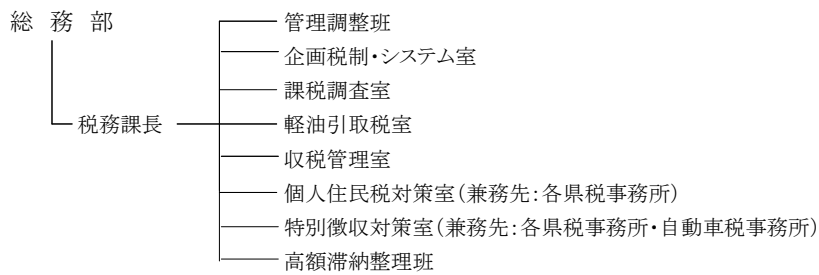 総 務 部
管理調整班
企画税制・システム室
課税調査室
税務課長
軽油引取税室
収税管理室
個人住民税対策室(兼務先:各県税事務所)
特別徴収対策室(兼務先:各県税事務所・自動車税事務所)
高額滞納整理班